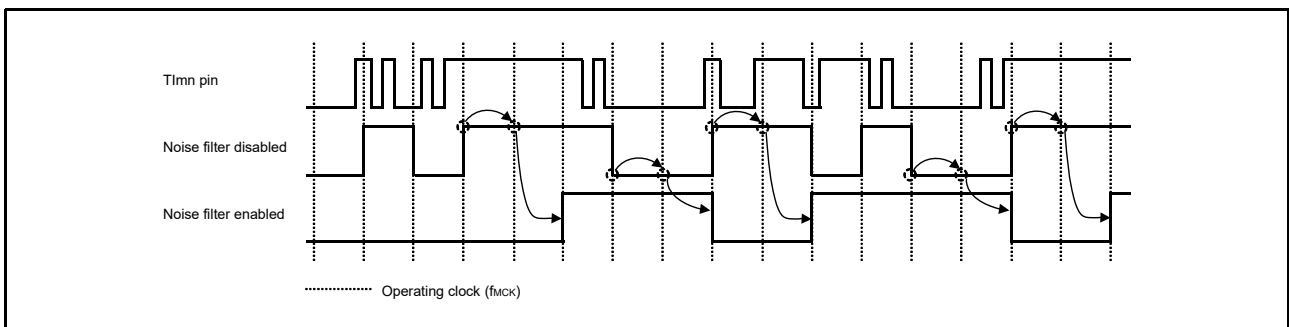 TImn pin
Noise filter disabled
Noise filter enabled
Operating clock (fMCK)